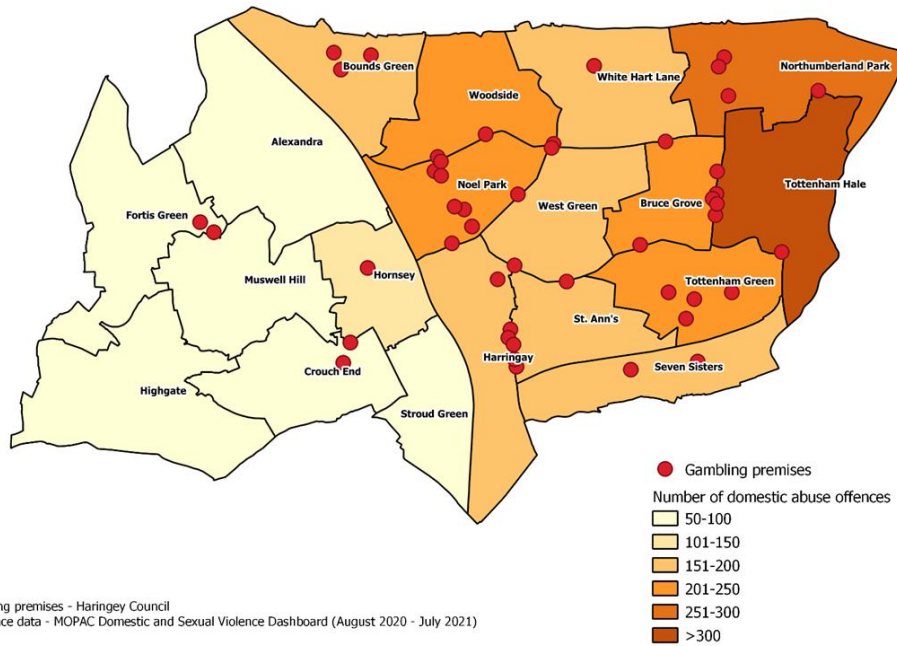 Bounds Green
White Hart Lane
Northumberland Park
Woodside
Alexandra
Noel Park
Tottenham Hale
Bruce Grove
West Green
Fortis Green
Hornsey
Muswell Hill
Tottenham Green
St. Ann's
Harringay
Seven Sisters
Crouch End
Highgate
Stroud Green
Gambling premises
Number of domestic abuse offences
50-100
101-150
151-200
201-250
251-300
>300
ng premises - Haringey Council
ce data - MOPAC Domestic and Sexual Violence Dashboard (August 2020 - July 2021)